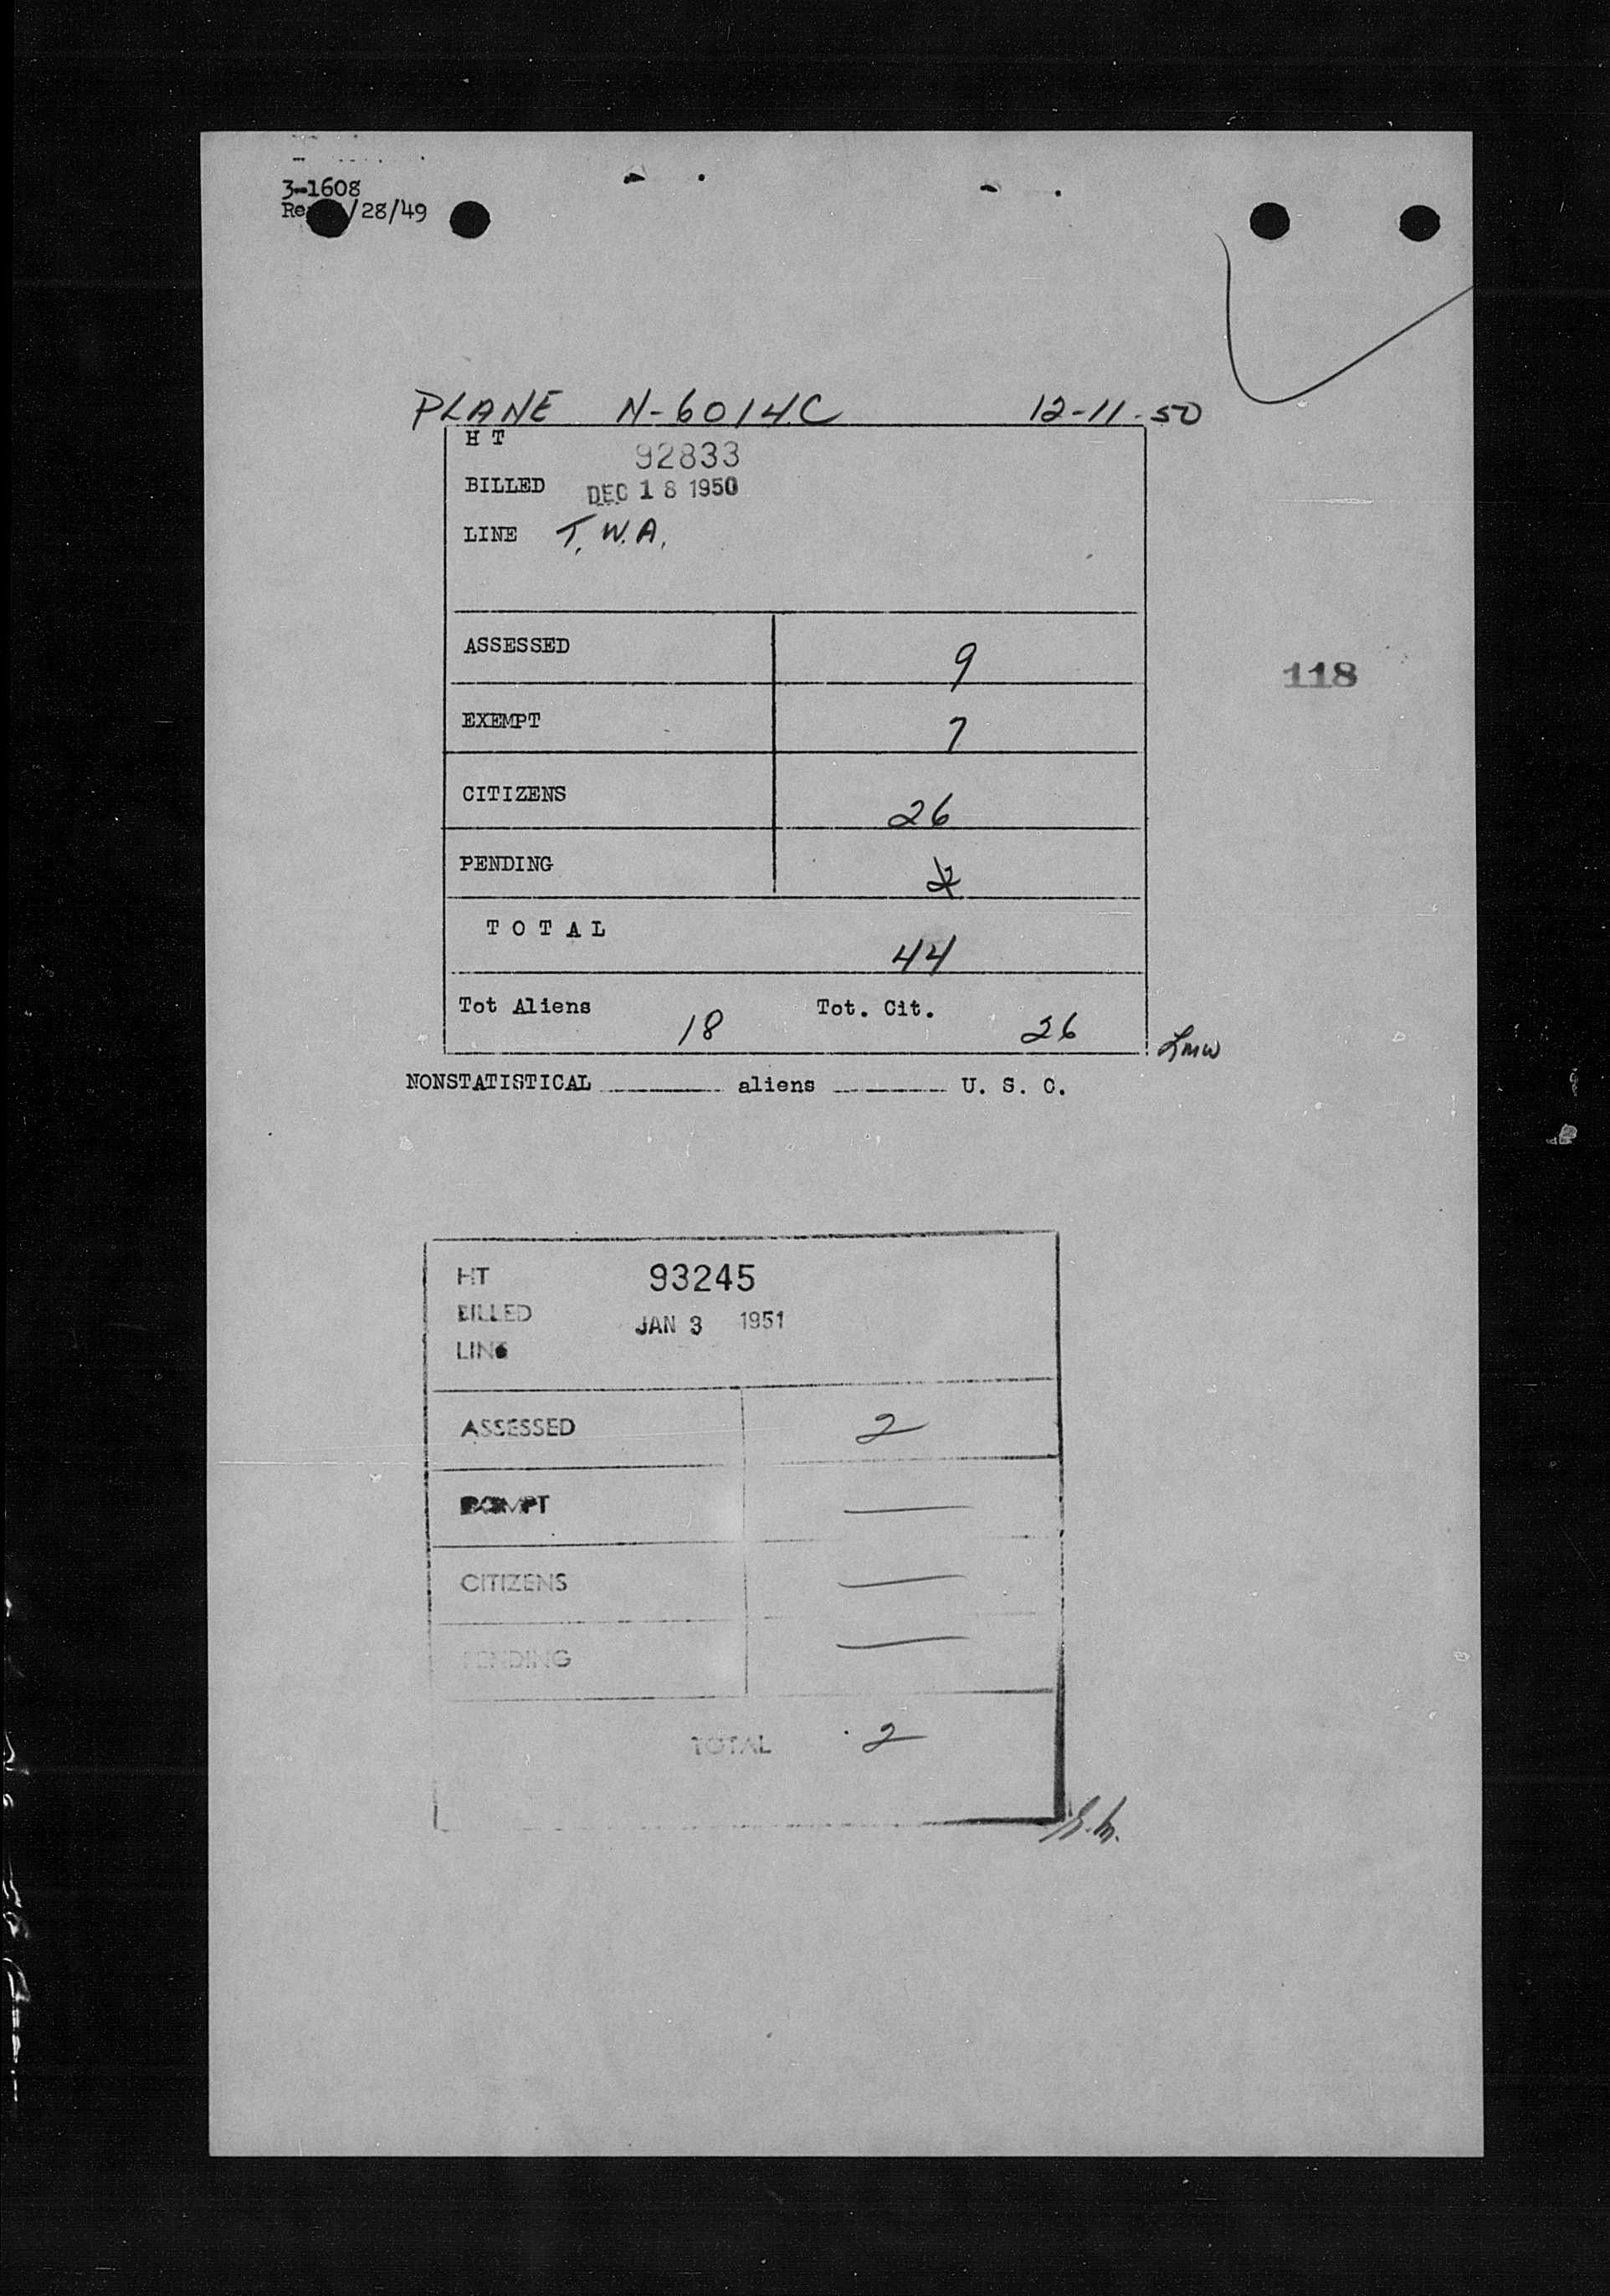 3-1608
/28/49
PLANE N-6014C 12-11-50
H T
92833
BILLED DEC 18 1950
LINE T.W.A.
ASSESSED 9
118
EXEMPT 7
CITIZENS 26
PENDING 2
TOTAL 44
Tot Aliens 18 Tot. Cit. 26
Lmw
NONSTATISTICAL aliens U. S. C.
HT 93245
BILLED JAN 3 1951
LINE
ASSESSED 2
EXEMPT —
CITIZENS —
PENDING —
TOTAL 2